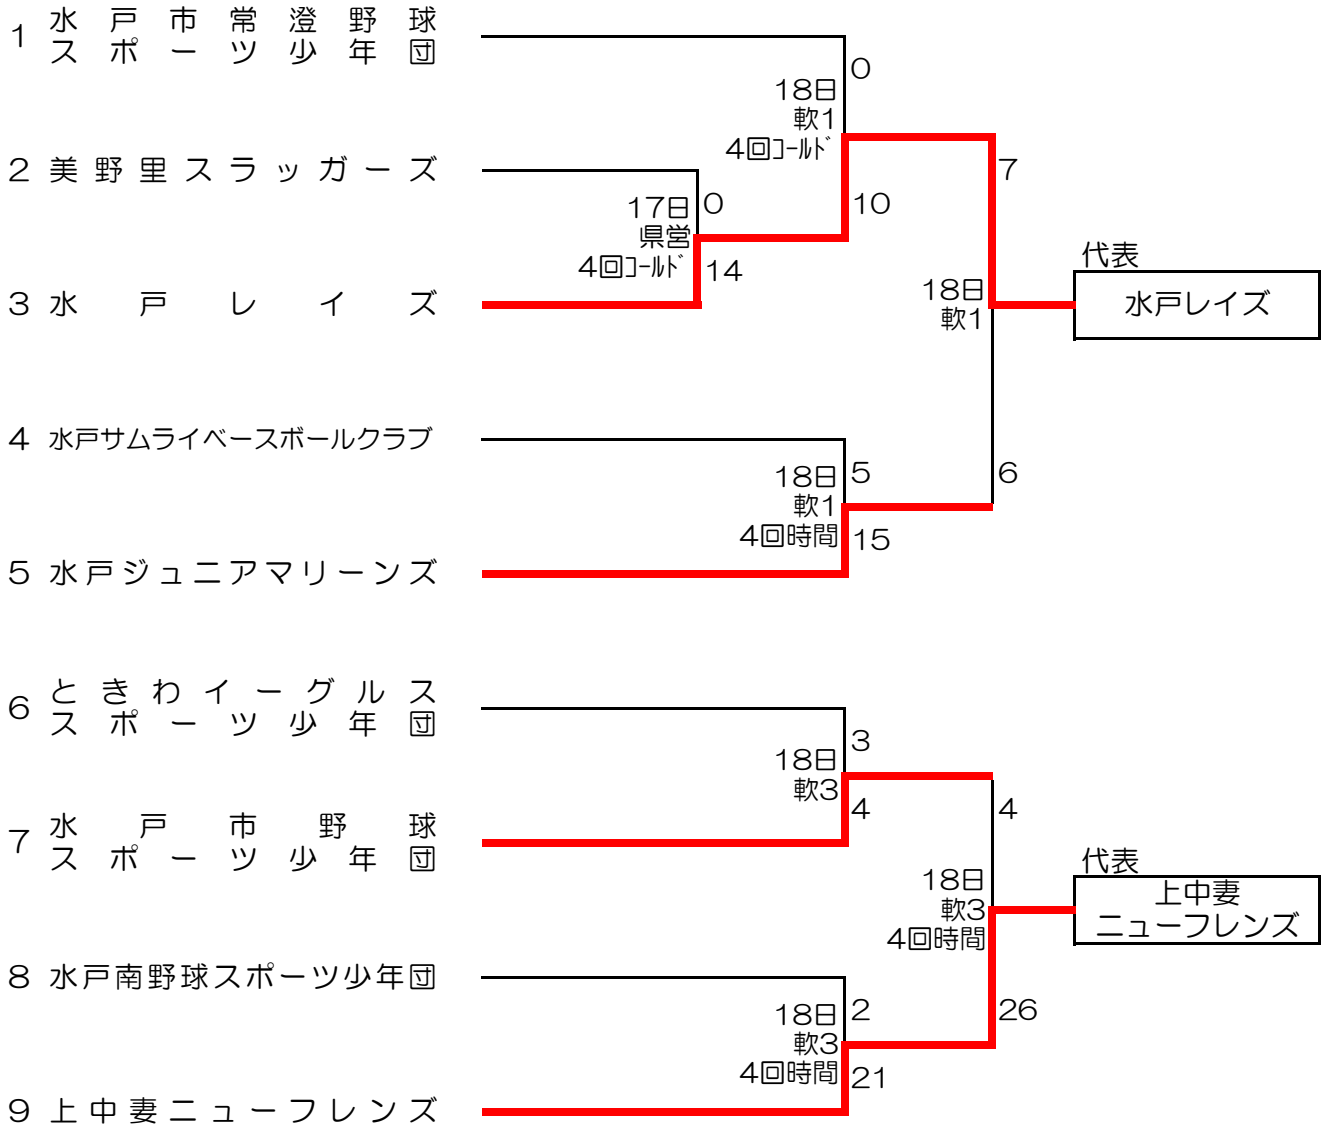 1 水戸市常澄野球
スポーツ少年団
0
18日
軟1
4回ｺｰﾙﾄﾞ
2 美野里スラッガーズ
7
17日
0
10
県営
4回ｺｰﾙﾄﾞ
14
代表
3 水戸レイズ
18日
軟1
水戸レイズ
4 水戸サムライベースボールクラブ
18日
5
6
軟1
4回時間
15
5 水戸ジュニアマリーンズ
6 ときわイーグルス
スポーツ少年団
3
18日
軟3
4
4
7 水戸市野球
スポーツ少年団
代表
18日
軟3
4回時間
上中妻
ニューフレンズ
8 水戸南野球スポーツ少年団
18日
2
26
軟3
4回時間
21
9 上中妻ニューフレンズ